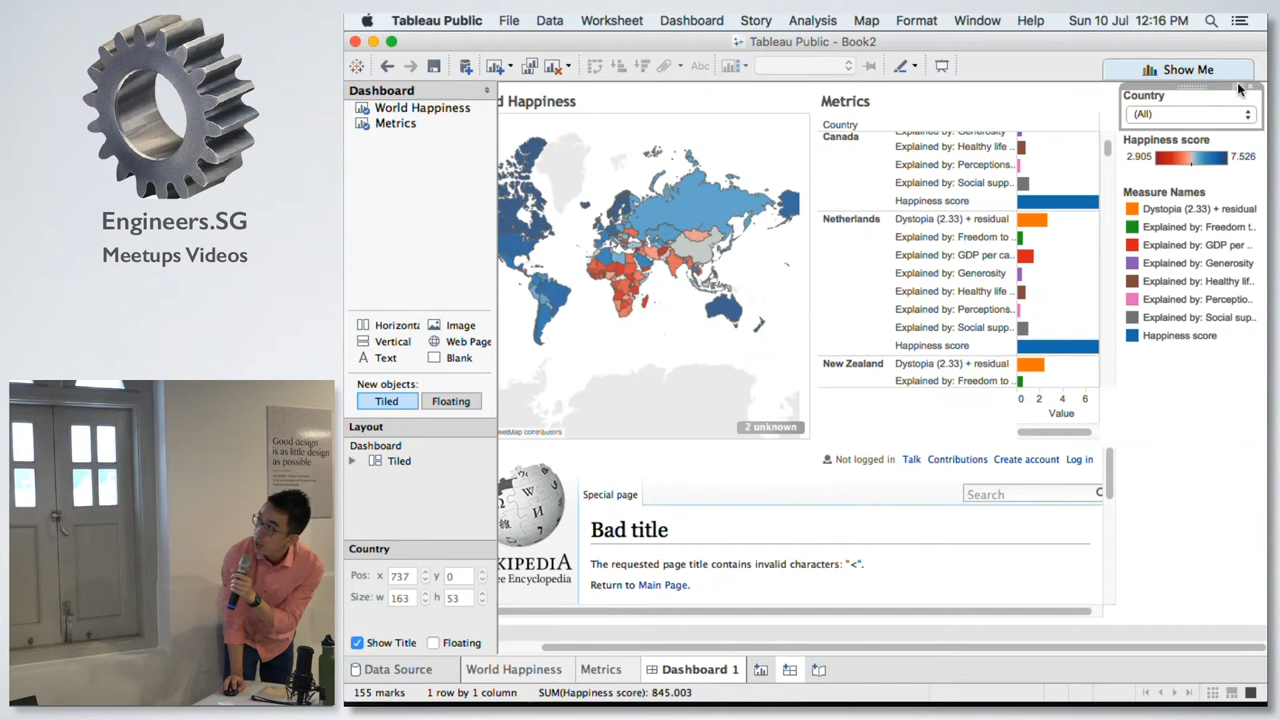 Engineers.SG
Meetups Videos
Good design
is as little design
as possible
Tableau Public File Data Worksheet Dashboard Story Analysis Map Format Window Help Sun 10 Jul 12:16 PM
Tableau Public - Book2
Abc
Show Me
Dashboard
World Happiness
Metrics
Horizonta
Image
Vertical
Web Page
Text
Blank
New objects:
Tiled
Floating
Layout
Dashboard
Tiled
Country
Pos: x 737 y 0
Size: w 163 h 53
Show Title
Floating
d Happiness
2 unknown
eetMap contributors
Metrics
Country
Canada
Explained by: Generosity
Explained by: Healthy life ..
Explained by: Perceptions..
Explained by: Social supp..
Happiness score
Netherlands
Dystopia (2.33) + residual
Explained by: Freedom to ..
Explained by: GDP per ca..
Explained by: Generosity
Explained by: Healthy life ..
Explained by: Perceptions..
Explained by: Social supp..
Happiness score
New Zealand
Dystopia (2.33) + residual
Explained by: Freedom to ..
0 2 4 6
Value
Country
(All)
Happiness score
2.905 7.526
Measure Names
Dystopia (2.33) + residual
Explained by: Freedom t..
Explained by: GDP per ..
Explained by: Generosity
Explained by: Healthy lif..
Explained by: Perceptio..
Explained by: Social sup..
Happiness score
Not logged in Talk Contributions Create account Log in
Special page
Search
Bad title
The requested page title contains invalid characters: "<".
Return to Main Page.
KIPEDIA
ee Encyclopedia
Data Source
World Happiness
Metrics
Dashboard 1
155 marks 1 row by 1 column SUM(Happiness score): 845.003